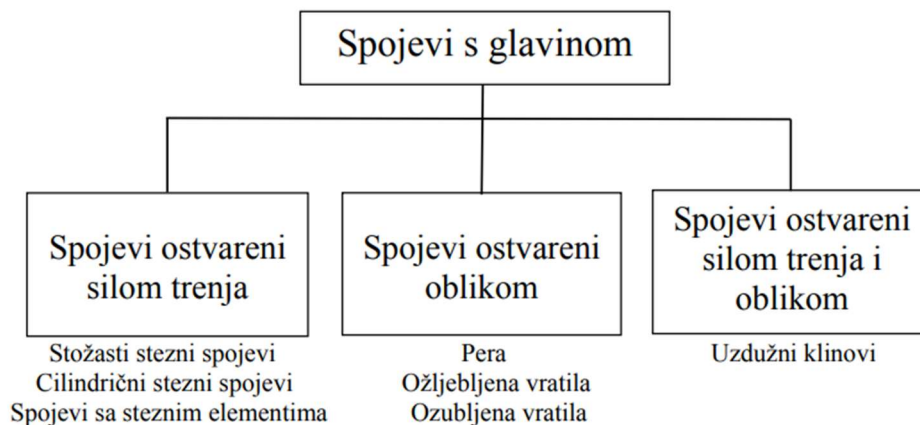 Spojevi s glavinom
Spojevi ostvareni
silom trenja
Spojevi ostvareni
oblikom
Spojevi ostvareni
silom trenja i
oblikom
Stožasti stezni spojevi
Cilindrični stezni spojevi
Spojevi sa steznim elementima
Pera
Ožljebljena vratila
Ozubljena vratila
Uzdužni klinovi